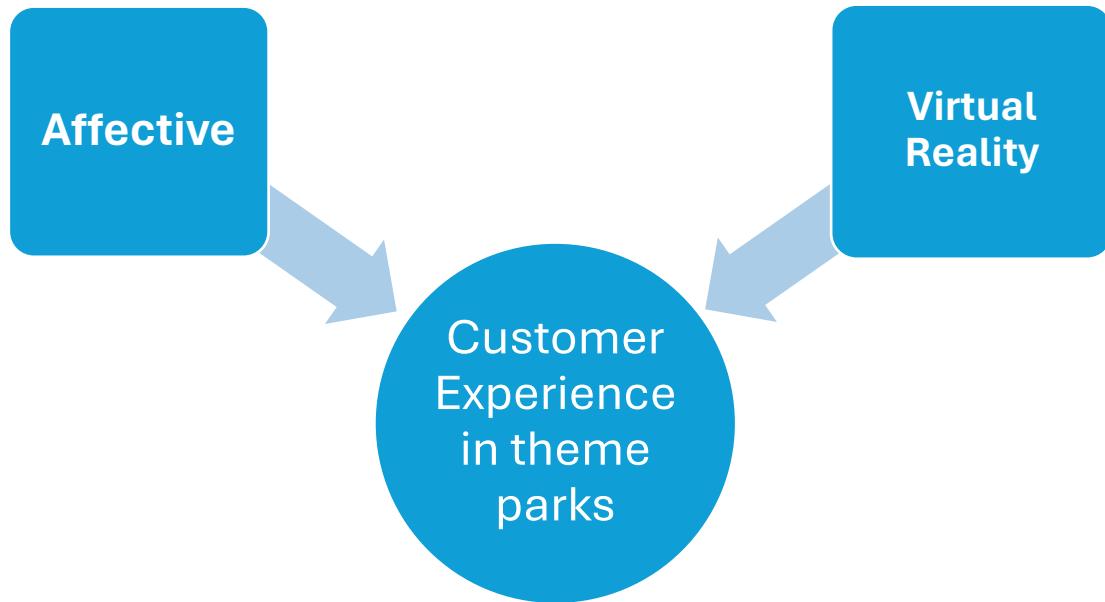 Affective
Virtual
Reality
Customer
Experience
in theme
parks